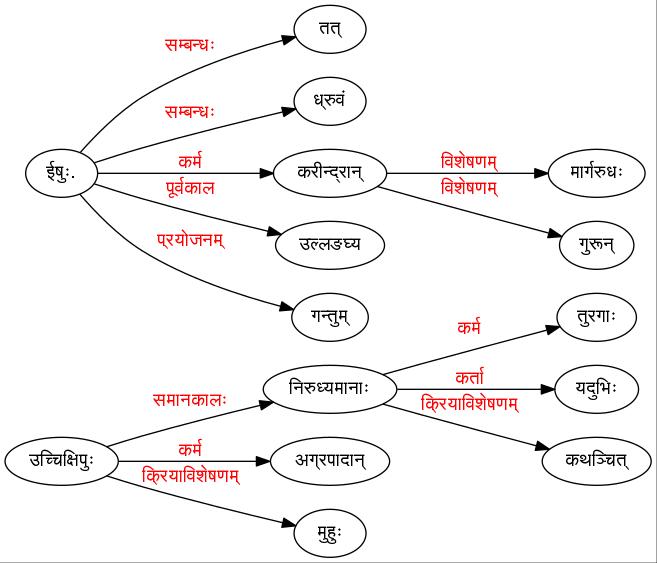 तत्
सम्बन्धः
ध्रुवं
सम्बन्धः
ईषुः.
कर्म
करीन्द्रान्
विशेषणम्
मार्गरुधः
पूर्वकाल
विशेषणम्
उल्लङघ्य
गुरून्
प्रयोजनम्
गन्तुम्
तुरगाः
कर्म
निरुध्यमानाः
कर्ता
यदुभिः
समानकालः
क्रियाविशेषणम्
उच्चिक्षिपुः
कर्म
अग्रपादान्
कथञ्चित्
क्रियाविशेषणम्
मुहुः